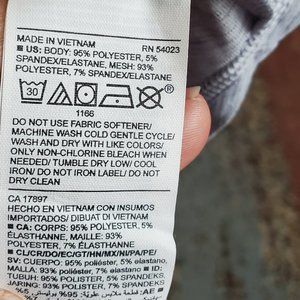 MADE IN VIETNAM RN 54023
■ US: BODY: 95% POLYESTER, 5%
SPANDEX/ELASTANE, MESH: 93%
POLYESTER, 7% SPANDEX/ELASTANE
30
1166
DO NOT USE FABRIC SOFTENER/
MACHINE WASH COLD GENTLE CYCLE/
WASH AND DRY WITH LIKE COLORS/
ONLY NON-CHLORINE BLEACH WHEN
NEEDED/ TUMBLE DRY LOW/ COOL
IRON/ DO NOT IRON LABEL/ DO NOT
DRY CLEAN
CA 17897
HECHO EN VIETNAM CON INSUMOS
IMPORTADOS/ DIBUAT DI VIETNAM
■ CA: CORPS: 95% POLYESTER, 5%
ÉLASTHANNE, MAILLE: 93%
POLYESTER, 7% ÉLASTHANNE
■ CL/CR/DO/EC/GT/HN/MX/NI/PA/PE/
SV: CUERPO: 95% poliéster, 5% elastano,
MALLA: 93% poliéster, 7% elastano ■ ID:
TUBUH: 95% POLIESTER, 5% SPANDEKS,
JARING: 93% POLIESTER, 7% SPANDEKS